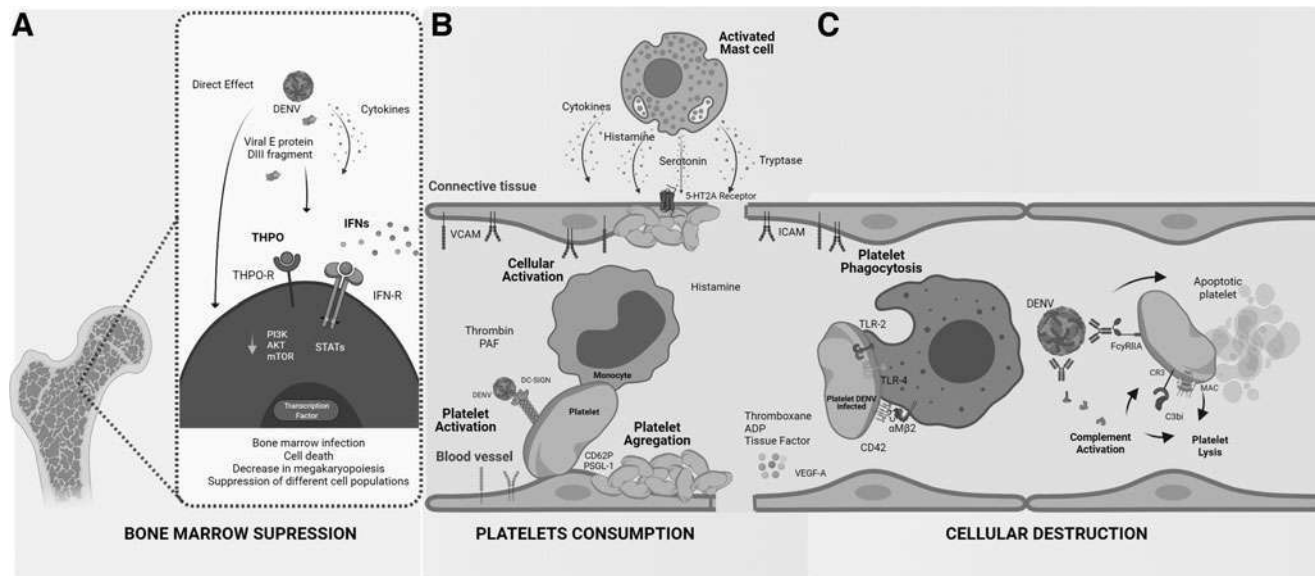 A
Direct Effect
DENV
Cytokines
Viral E protein
DIII fragment
IFNs
THPO
THPO-R
IFN-R
PI3K
AKT
mTOR
STATs
Transcription
Factor
Bone marrow infection
Cell death
Decrease in megakaryopoiesis
Suppression of different cell populations
BONE MARROW SUPRESSION
B
Activated
Mast cell
Cytokines
Histamine
Serotonin
Tryptase
Connective tissue
5-HT2A Receptor
VCAM
ICAM
Cellular
Activation
Histamine
Thrombin
PAF
Monocyte
DC-SIGN
DENV
Platelet
Platelet
Activation
Platelet
Agregation
CD62P
PSGL-1
Blood vessel
Thromboxane
ADP
Tissue Factor
VEGF-A
PLATELETS CONSUMPTION
C
Platelet
Phagocytosis
TLR-2
TLR-4
Platelet DENV
infected
αMβ2
CD42
DENV
Apoptotic
platelet
FcγRIIA
CR3
MAC
C3bi
Complement
Activation
Platelet
Lysis
CELLULAR DESTRUCTION